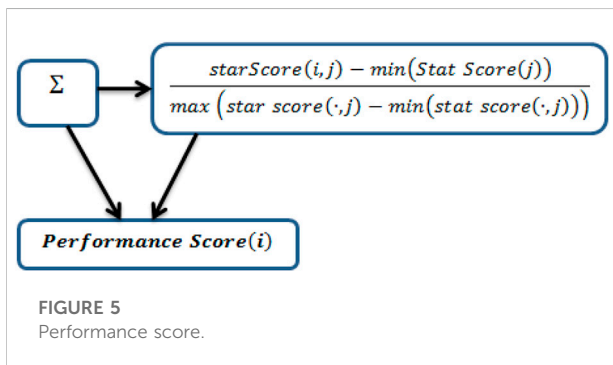 Σ
starScore(i,j) − min(Stat Score(j))
max (star score(·,j) − min(stat score(·,j)))
Performance Score(i)
FIGURE 5
Performance score.